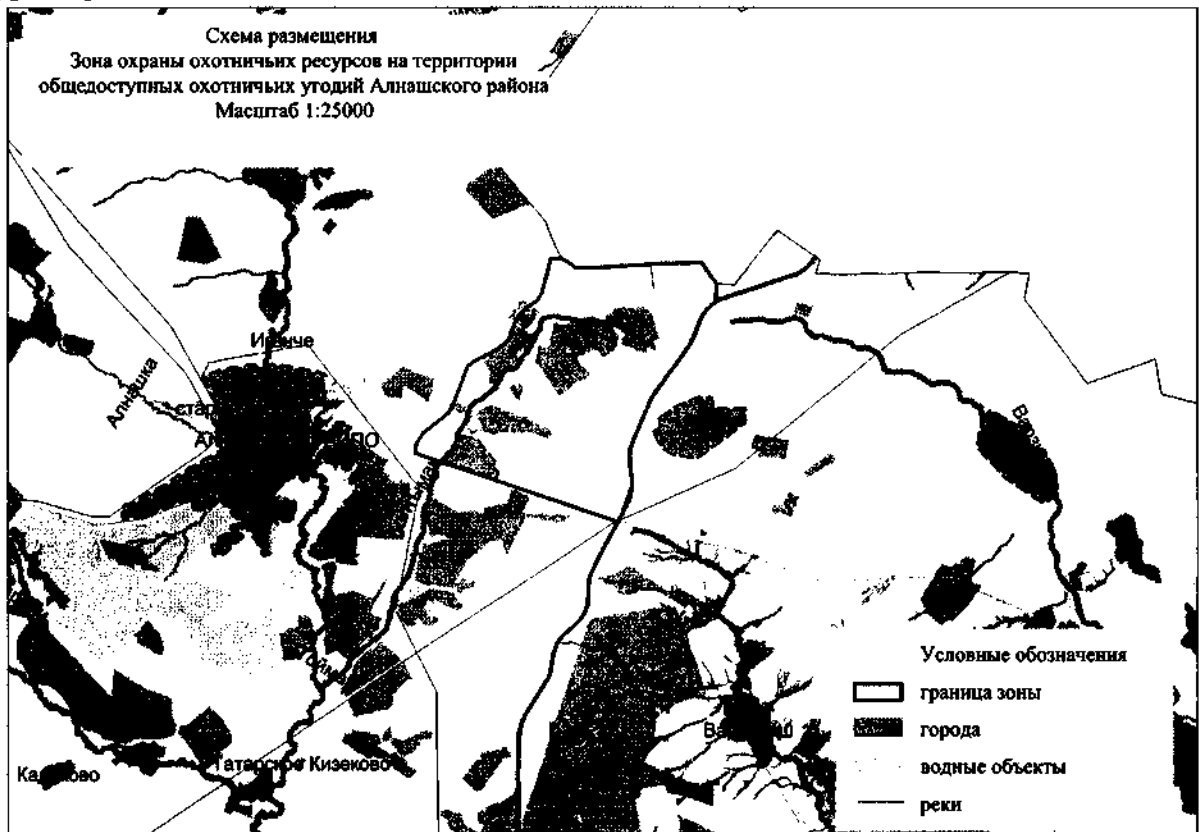 Схема размещения
Зона охраны охотничьих ресурсов на территории
общедоступных охотничьих угодий Алнашского района
Масштаб 1:25000
Алнашка
Татарское Кизеково
Условные обозначения
граница зоны
города
водные объекты
реки